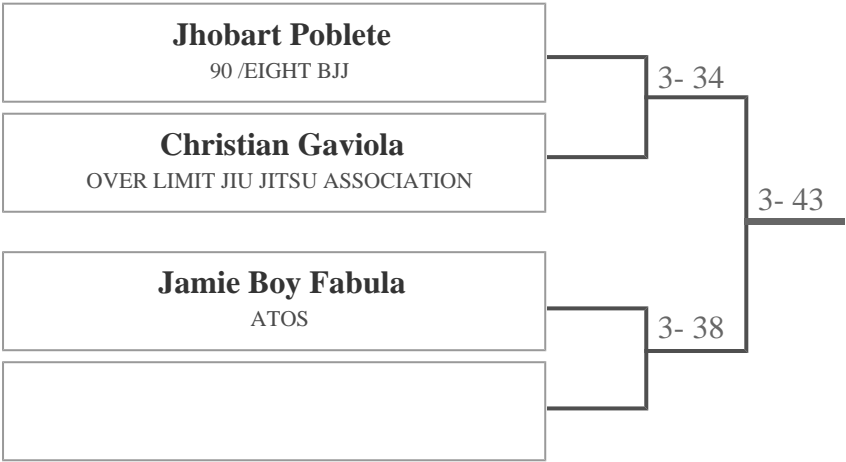 Jhobart Poblete
90 /EIGHT BJJ
3- 34
Christian Gaviola
OVER LIMIT JIU JITSU ASSOCIATION
3- 43
Jamie Boy Fabula
ATOS
3- 38